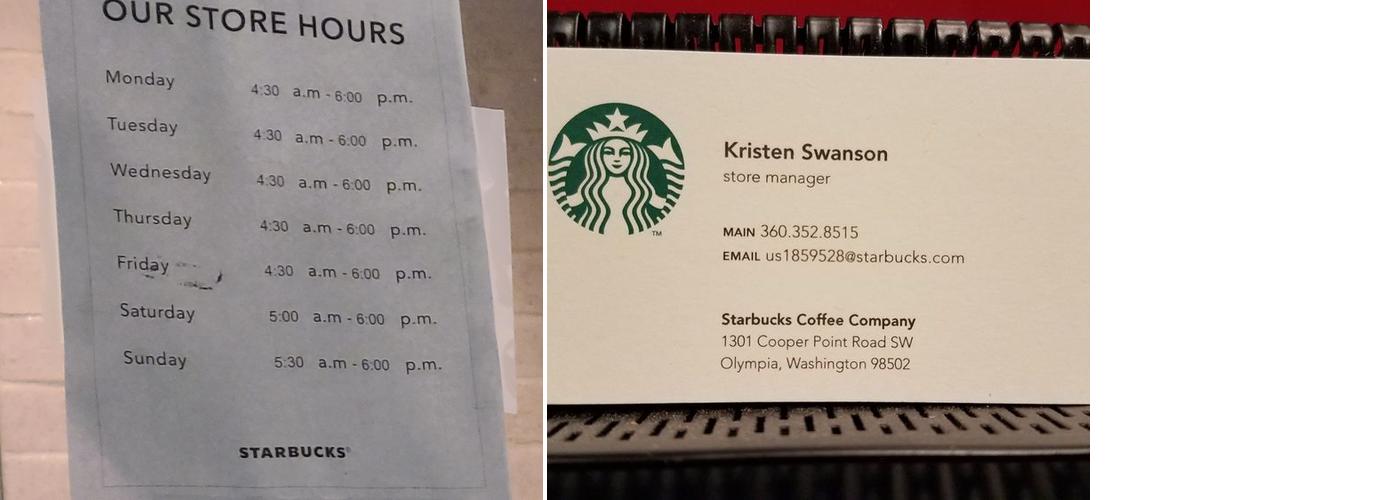 OUR STORE HOURS
Monday 4:30 a.m - 6:00 p.m.
Tuesday 4:30 a.m - 6:00 p.m.
Wednesday 4:30 a.m - 6:00 p.m.
Thursday 4:30 a.m - 6:00 p.m.
Friday 4:30 a.m - 6:00 p.m.
Saturday 5:00 a.m - 6:00 p.m.
Sunday 5:30 a.m - 6:00 p.m.
STARBUCKS®
Kristen Swanson
store manager
MAIN 360.352.8515
EMAIL us1859528@starbucks.com
TM
Starbucks Coffee Company
1301 Cooper Point Road SW
Olympia, Washington 98502